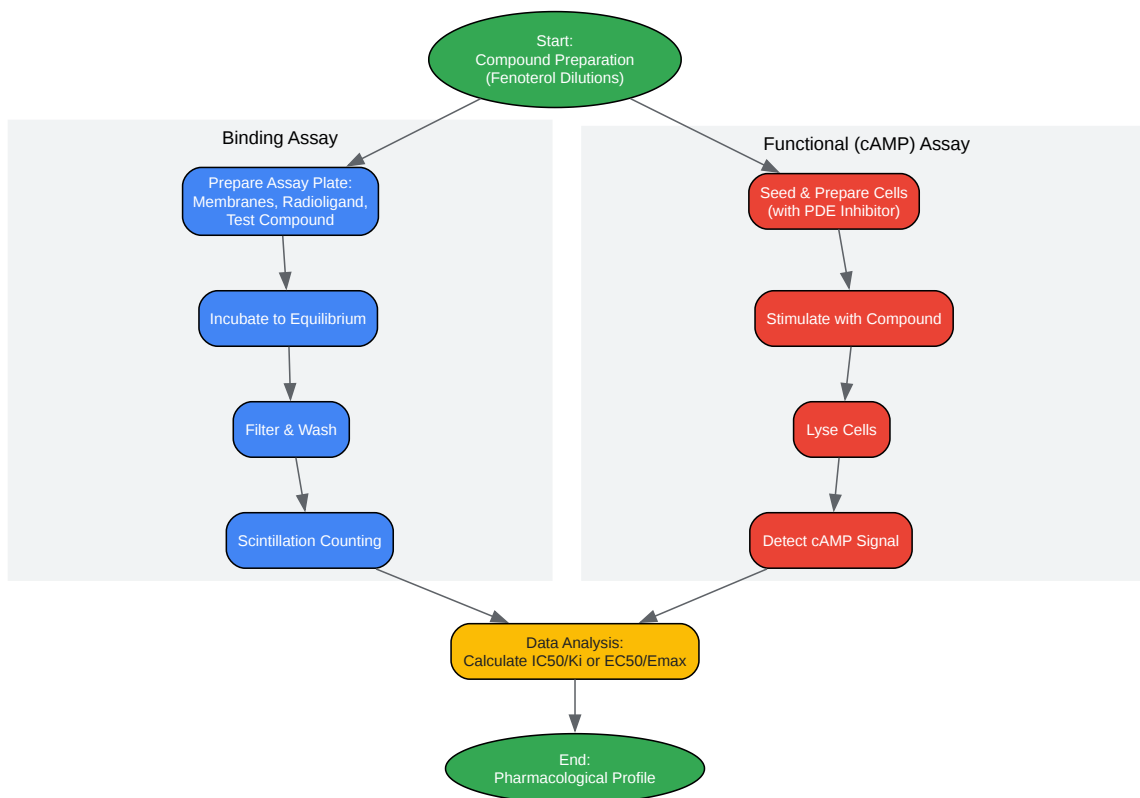 Start:
Compound Preparation
(Fenoterol Dilutions)
Binding Assay
Prepare Assay Plate:
Membranes, Radioligand,
Test Compound
Incubate to Equilibrium
Filter & Wash
Scintillation Counting
Functional (cAMP) Assay
Seed & Prepare Cells
(with PDE Inhibitor)
Stimulate with Compound
Lyse Cells
Detect cAMP Signal
Data Analysis:
Calculate IC50/Ki or EC50/Emax
End:
Pharmacological Profile